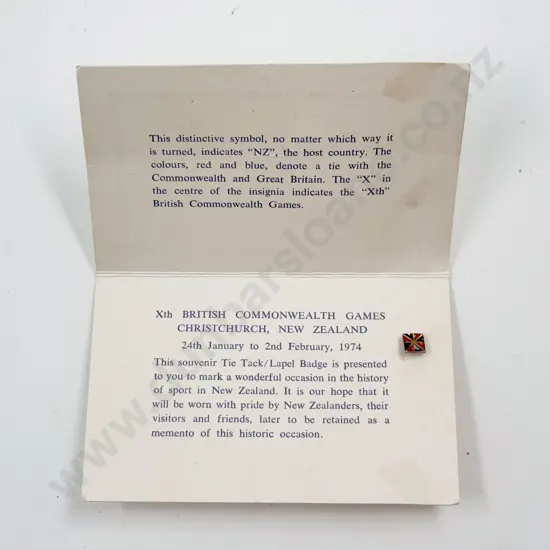 This distinctive symbol, no matter which way it
is turned, indicates "NZ", the host country. The
colours, red and blue, denote a tie with the
Commonwealth and Great Britain. The "X" in
the centre of the insignia indicates the "Xth"
British Commonwealth Games.
Xth BRITISH COMMONWEALTH GAMES
CHRISTCHURCH, NEW ZEALAND
24th January to 2nd February, 1974
This souvenir Tie Tack/Lapel Badge is presented
to you to mark a wonderful occasion in the history
of sport in New Zealand. It is our hope that it
will be worn with pride by New Zealanders, their
visitors and friends, later to be retained as a
memento of this historic occasion.